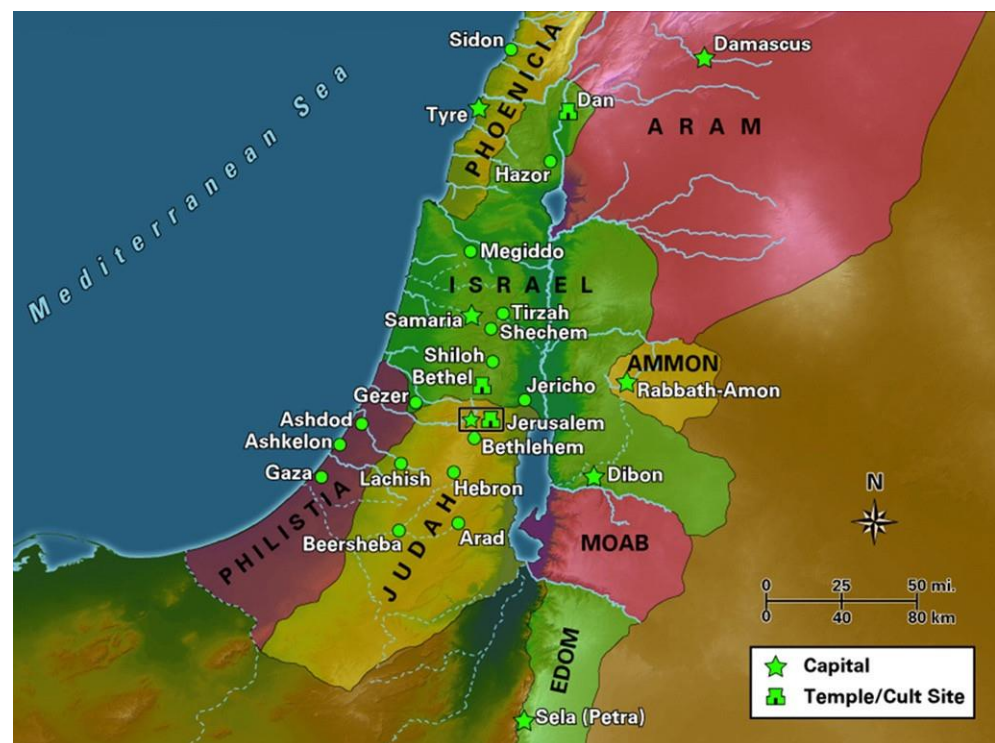 Sidon
Damascus
PHOENICIA
Tyre
Dan
ARAM
Hazor
Mediterranean Sea
Megiddo
ISRAEL
Samaria
Tirzah
Shechem
Shiloh
AMMON
Bethel
Rabbath-Amon
Jericho
Gezer
Ashdod
Jerusalem
Ashkelon
Bethlehem
Gaza
Lachish
Hebron
Dibon
N
PHILISTIA
JUDAH
Beersheba
Arad
MOAB
0 25 50 mi.
0 40 80 km
EDOM
Capital
Temple/Cult Site
Sela (Petra)